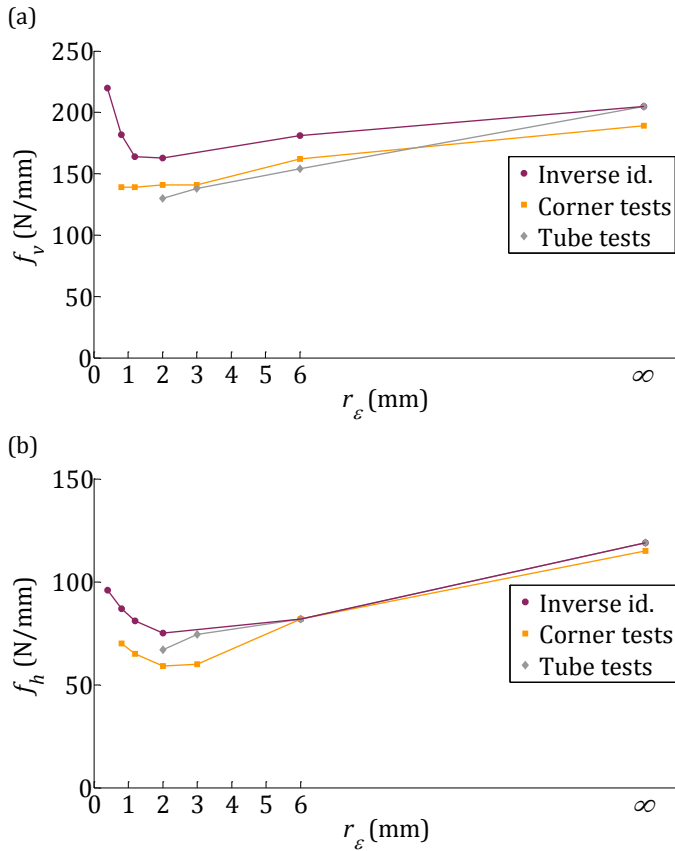 (a)
250
200
150
100
50
0
f_v (N/mm)
Inverse id.
Corner tests
Tube tests
0 1 2 3 4 5 6 ∞
r_ε (mm)
(b)
150
100
50
0
f_h (N/mm)
Inverse id.
Corner tests
Tube tests
0 1 2 3 4 5 6 ∞
r_ε (mm)